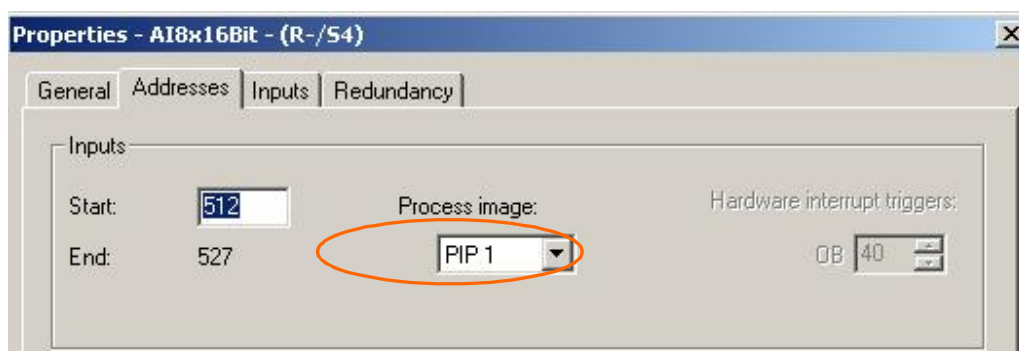 Properties - AI8x16Bit - (R-/S4)
General Addresses Inputs Redundancy
Inputs
Start: 512 Process image: Hardware interrupt triggers:
End: 527 PIP 1 OB 40